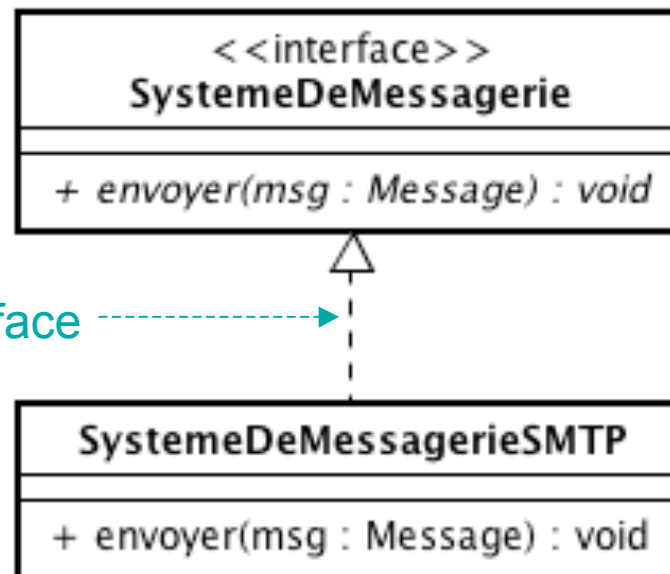 <<interface>>
SystemeDeMessagerie
+ envoyer(msg : Message) : void
face
SystemeDeMessagerieSMTP
+ envoyer(msg : Message) : void